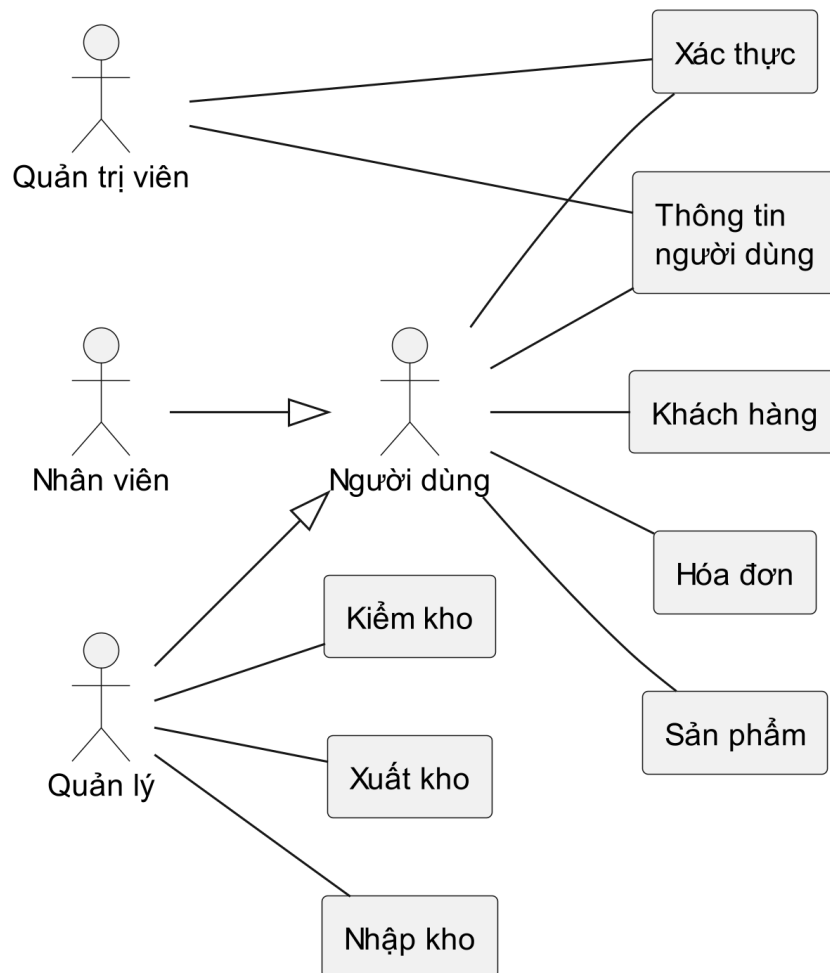 Xác thực
Quản trị viên
Thông tin
người dùng
Khách hàng
Nhân viên
Người dùng
Hóa đơn
Kiểm kho
Sản phẩm
Xuất kho
Quản lý
Nhập kho